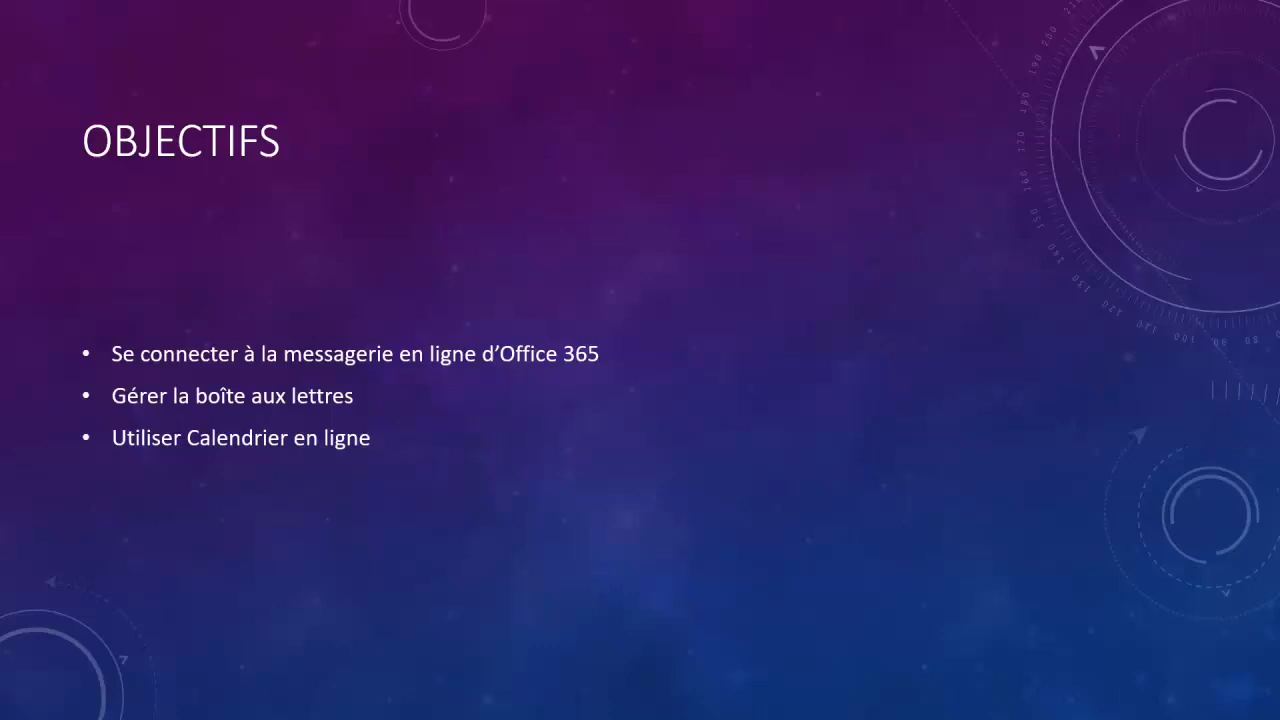 OBJECTIFS
• Se connecter à la messagerie en ligne d’Office 365
• Gérer la boîte aux lettres
• Utiliser Calendrier en ligne